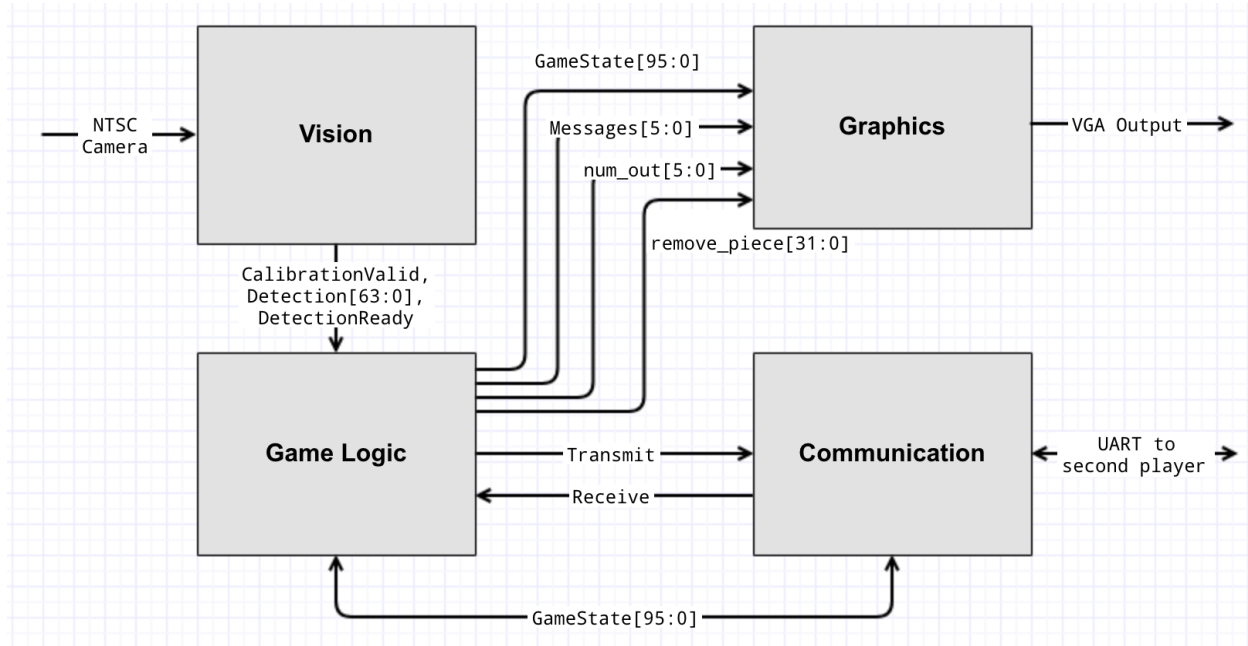 GameState[95:0]
NTSC
Camera
Vision
Messages[5:0]
Graphics
VGA Output
num_out[5:0]
remove_piece[31:0]
CalibrationValid,
Detection[63:0],
DetectionReady
Game Logic
Transmit
Receive
Communication
UART to
second player
GameState[95:0]